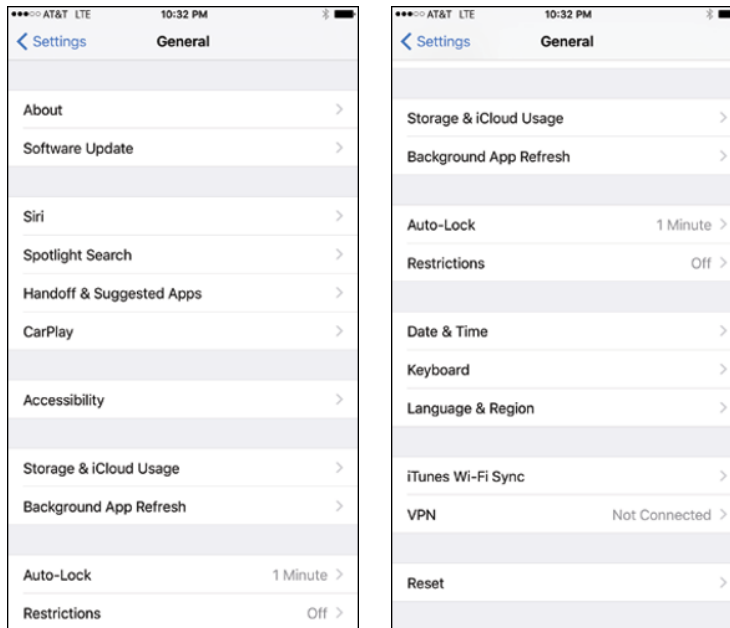 AT&T LTE 10:32 PM
Settings General
About
Software Update
Siri
Spotlight Search
Handoff & Suggested Apps
CarPlay
Accessibility
Storage & iCloud Usage
Background App Refresh
Auto-Lock 1 Minute
Restrictions Off
AT&T LTE 10:32 PM
Settings General
Storage & iCloud Usage
Background App Refresh
Auto-Lock 1 Minute
Restrictions Off
Date & Time
Keyboard
Language & Region
iTunes Wi-Fi Sync
VPN Not Connected
Reset